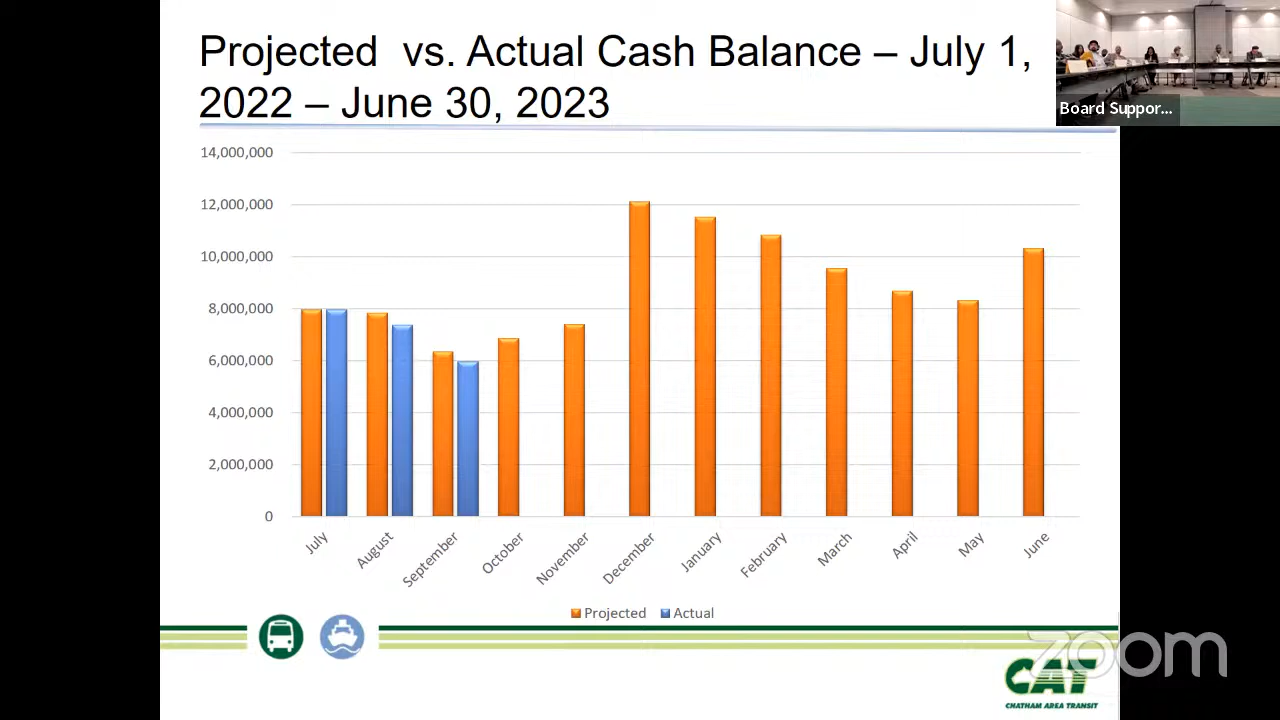 Projected vs. Actual Cash Balance – July 1,
2022 – June 30, 2023
Board Suppor...
14,000,000
12,000,000
10,000,000
8,000,000
6,000,000
4,000,000
2,000,000
0
July
August
September
October
November
December
January
February
March
April
May
June
Projected
Actual
zoom
CAT
CHATHAM AREA TRANSIT